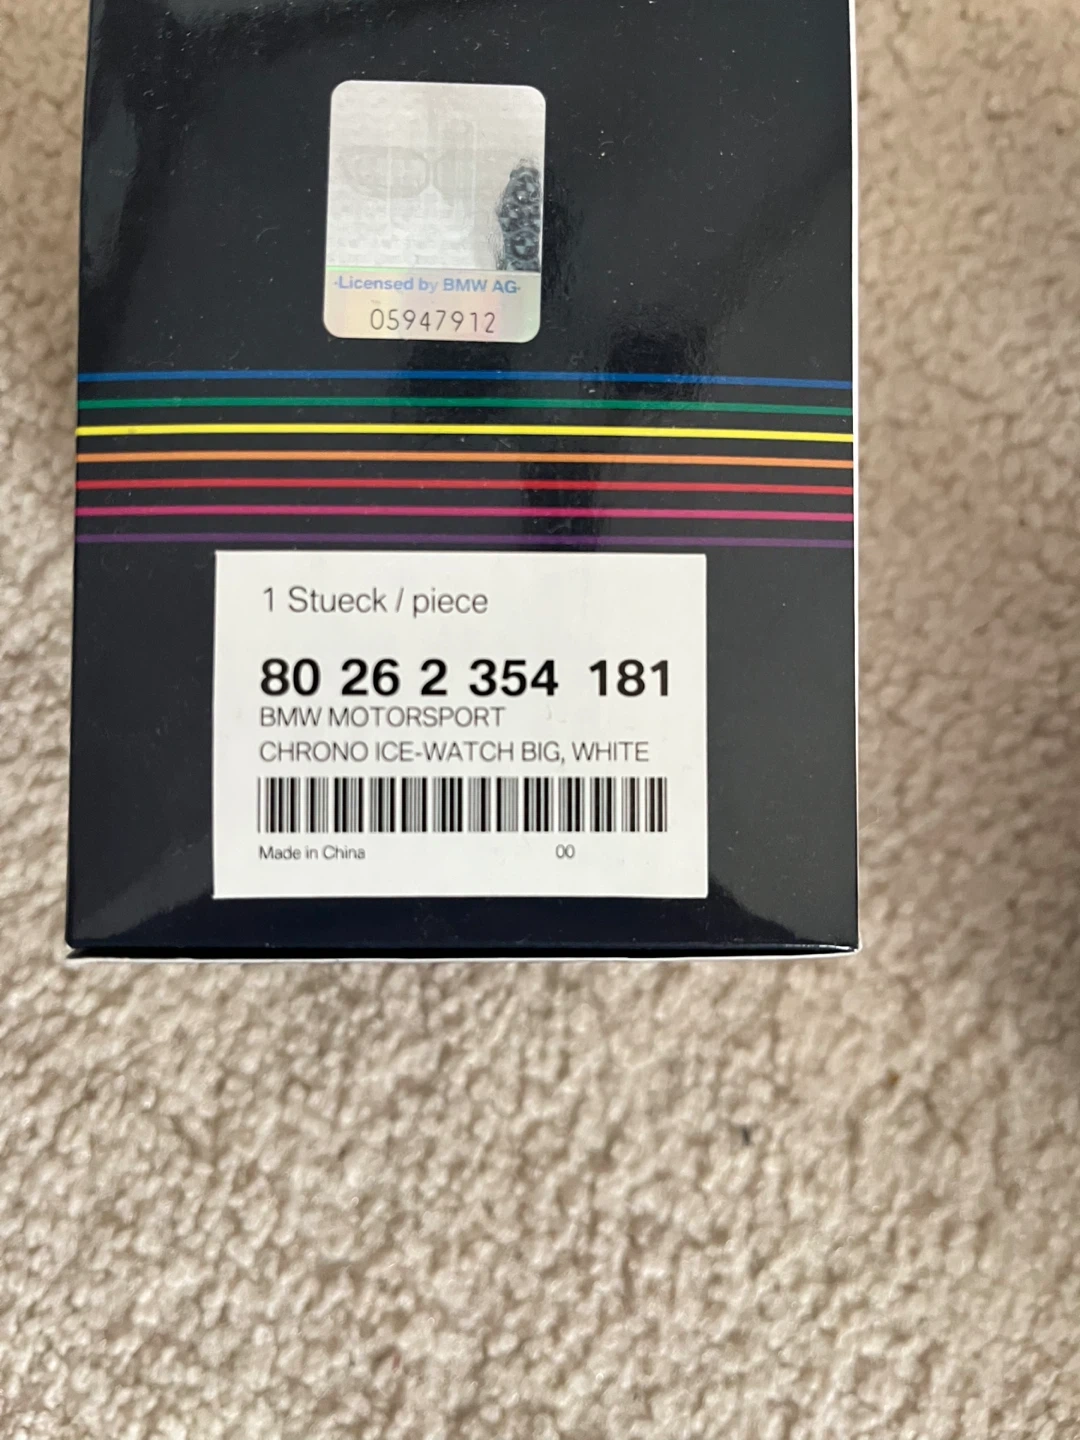 -Licensed by BMW AG-
05947912
1 Stueck / piece
80 26 2 354 181
BMW MOTORSPORT
CHRONO ICE-WATCH BIG, WHITE
Made in China 00